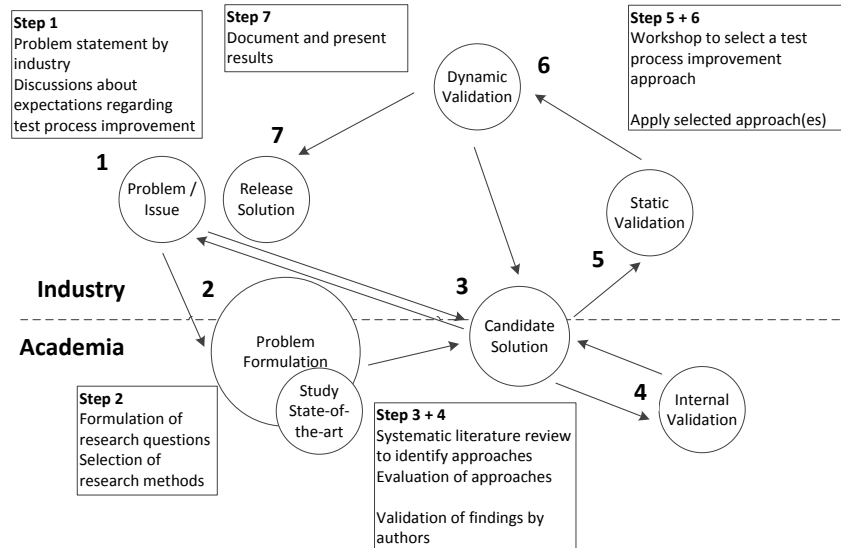 Step 1
Problem statement by
industry
Discussions about
expectations regarding
test process improvement
Step 7
Document and present
results
Step 5 + 6
Workshop to select a test
process improvement
approach
Apply selected approach(es)
6
Dynamic
Validation
7
1
Problem /
Issue
Release
Solution
Static
Validation
5
Industry
2
3
Academia
Problem
Formulation
Candidate
Solution
Study
State-of-
the-art
4
Internal
Validation
Step 2
Formulation of
research questions
Selection of
research methods
Step 3 + 4
Systematic literature review
to identify approaches
Evaluation of approaches
Validation of findings by
authors